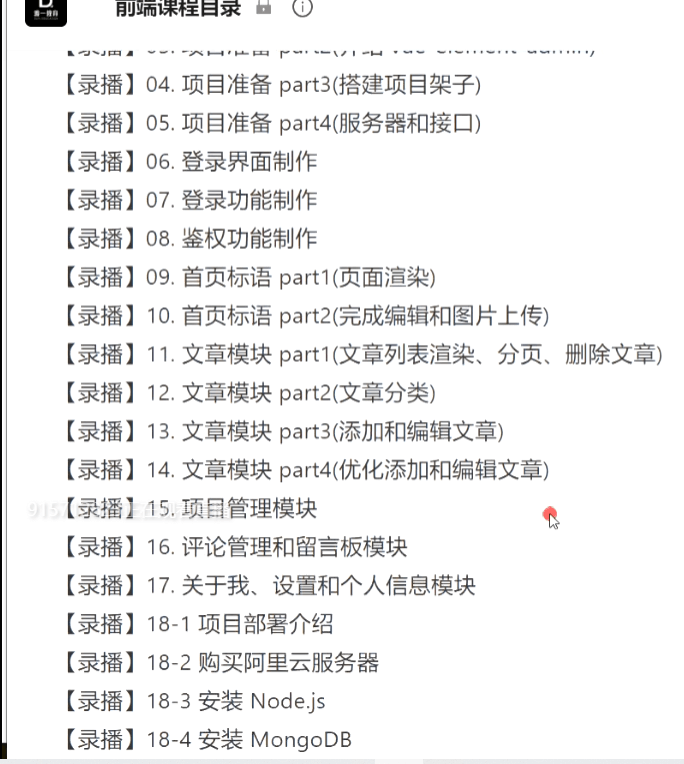 前端课程目录
【录播】03. 项目准备 part2(介绍 vue-element-admin)
【录播】04. 项目准备 part3(搭建项目架子)
【录播】05. 项目准备 part4(服务器和接口)
【录播】06. 登录界面制作
【录播】07. 登录功能制作
【录播】08. 鉴权功能制作
【录播】09. 首页标语 part1(页面渲染)
【录播】10. 首页标语 part2(完成编辑和图片上传)
【录播】11. 文章模块 part1(文章列表渲染、分页、删除文章)
【录播】12. 文章模块 part2(文章分类)
【录播】13. 文章模块 part3(添加和编辑文章)
【录播】14. 文章模块 part4(优化添加和编辑文章)
【录播】15. 项目管理模块
【录播】16. 评论管理和留言板模块
【录播】17. 关于我、设置和个人信息模块
【录播】18-1 项目部署介绍
【录播】18-2 购买阿里云服务器
【录播】18-3 安装 Node.js
【录播】18-4 安装 MongoDB